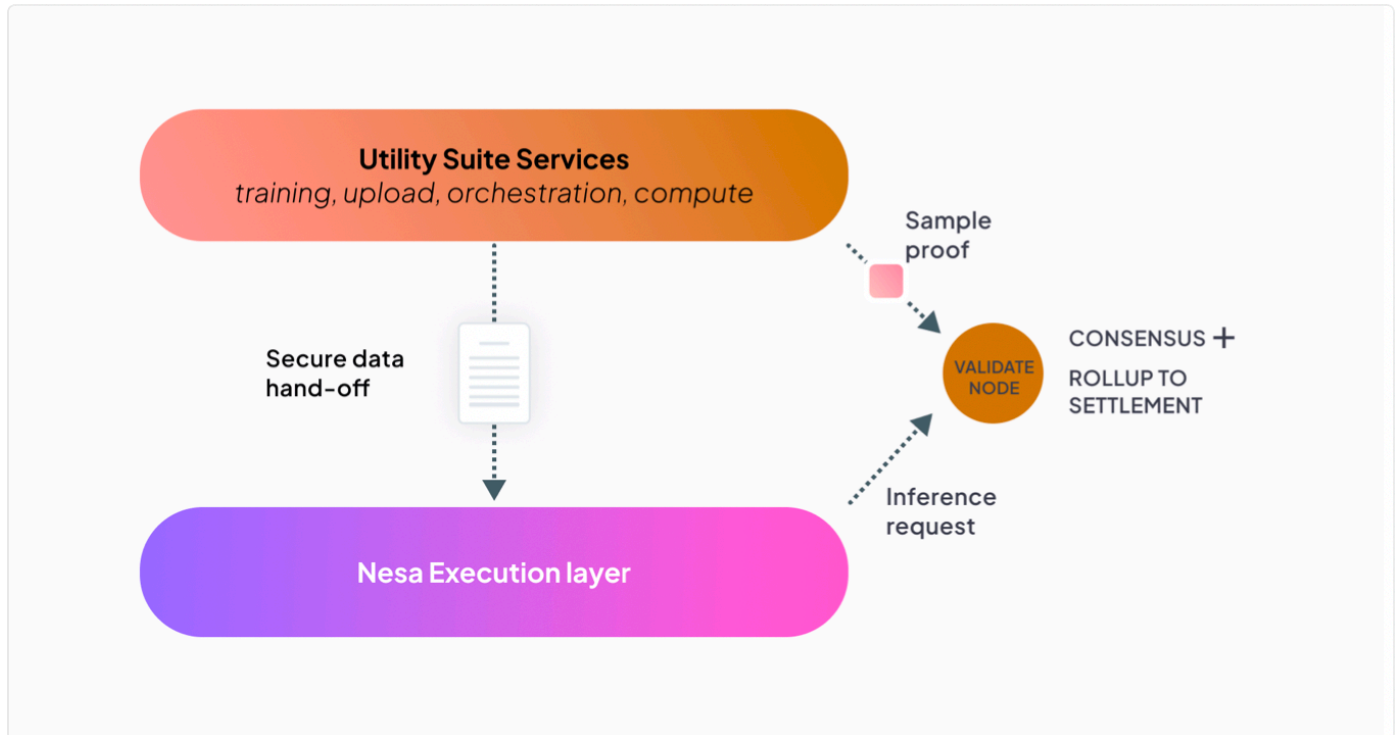 Utility Suite Services
training, upload, orchestration, compute
Sample
proof
Secure data
hand-off
VALIDATE
NODE
CONSENSUS +
ROLLUP TO
SETTLEMENT
Inference
request
Nesa Execution layer